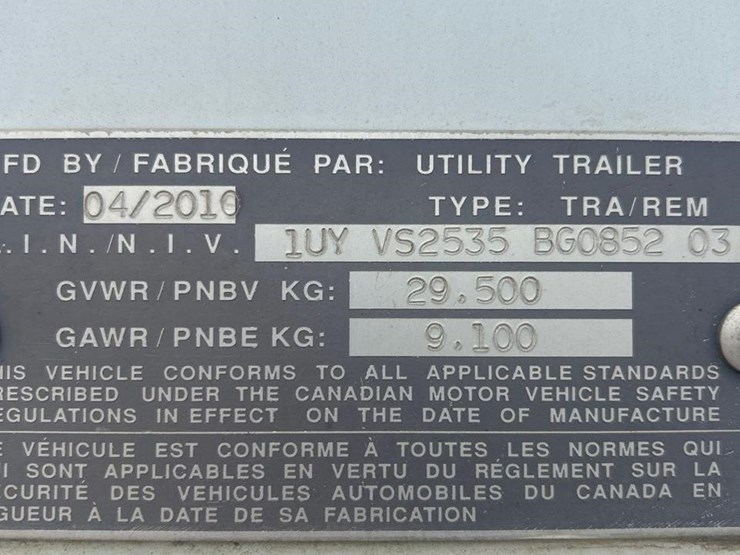 FD BY / FABRIQUÉ PAR: UTILITY TRAILER
ATE: 04/2010 TYPE: TRA/REM
.I.N./N.I.V. 1UY VS2535 BG0852 03
GVWR / PNBV KG: 29,500
GAWR / PNBE KG: 9,100
HIS VEHICLE CONFORMS TO ALL APPLICABLE STANDARDS
RESCRIBED UNDER THE CANADIAN MOTOR VEHICLE SAFETY
EGULATIONS IN EFFECT ON THE DATE OF MANUFACTURE
E VÉHICULE EST CONFORME À TOUTES LES NORMES QUI
UI SONT APPLICABLES EN VERTU DU RÉGLEMENT SUR LA
CURITÉ DES VEHICULES AUTOMOBILES DU CANADA EN
GUEUR À LA DATE DE SA FABRICATION